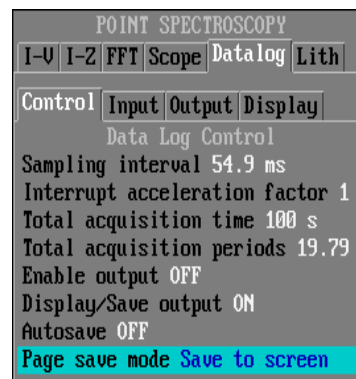 POINT SPECTROSCOPY
I-V I-Z FFT Scope Datalog Lith
Control Input Output Display
Data Log Control
Sampling interval 54.9 ms
Interrupt acceleration factor 1
Total acquisition time 100 s
Total acquisition periods 19.79
Enable output OFF
Display/Save output ON
Autosave OFF
Page save mode Save to screen